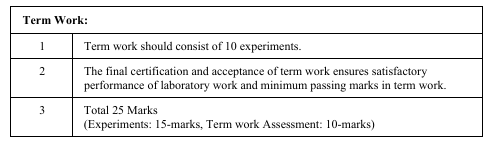 Term Work:
1 Term work should consist of 10 experiments.
2 The final certification and acceptance of term work ensures satisfactory
performance of laboratory work and minimum passing marks in term work.
3 Total 25 Marks
(Experiments: 15-marks, Term work Assessment: 10-marks)